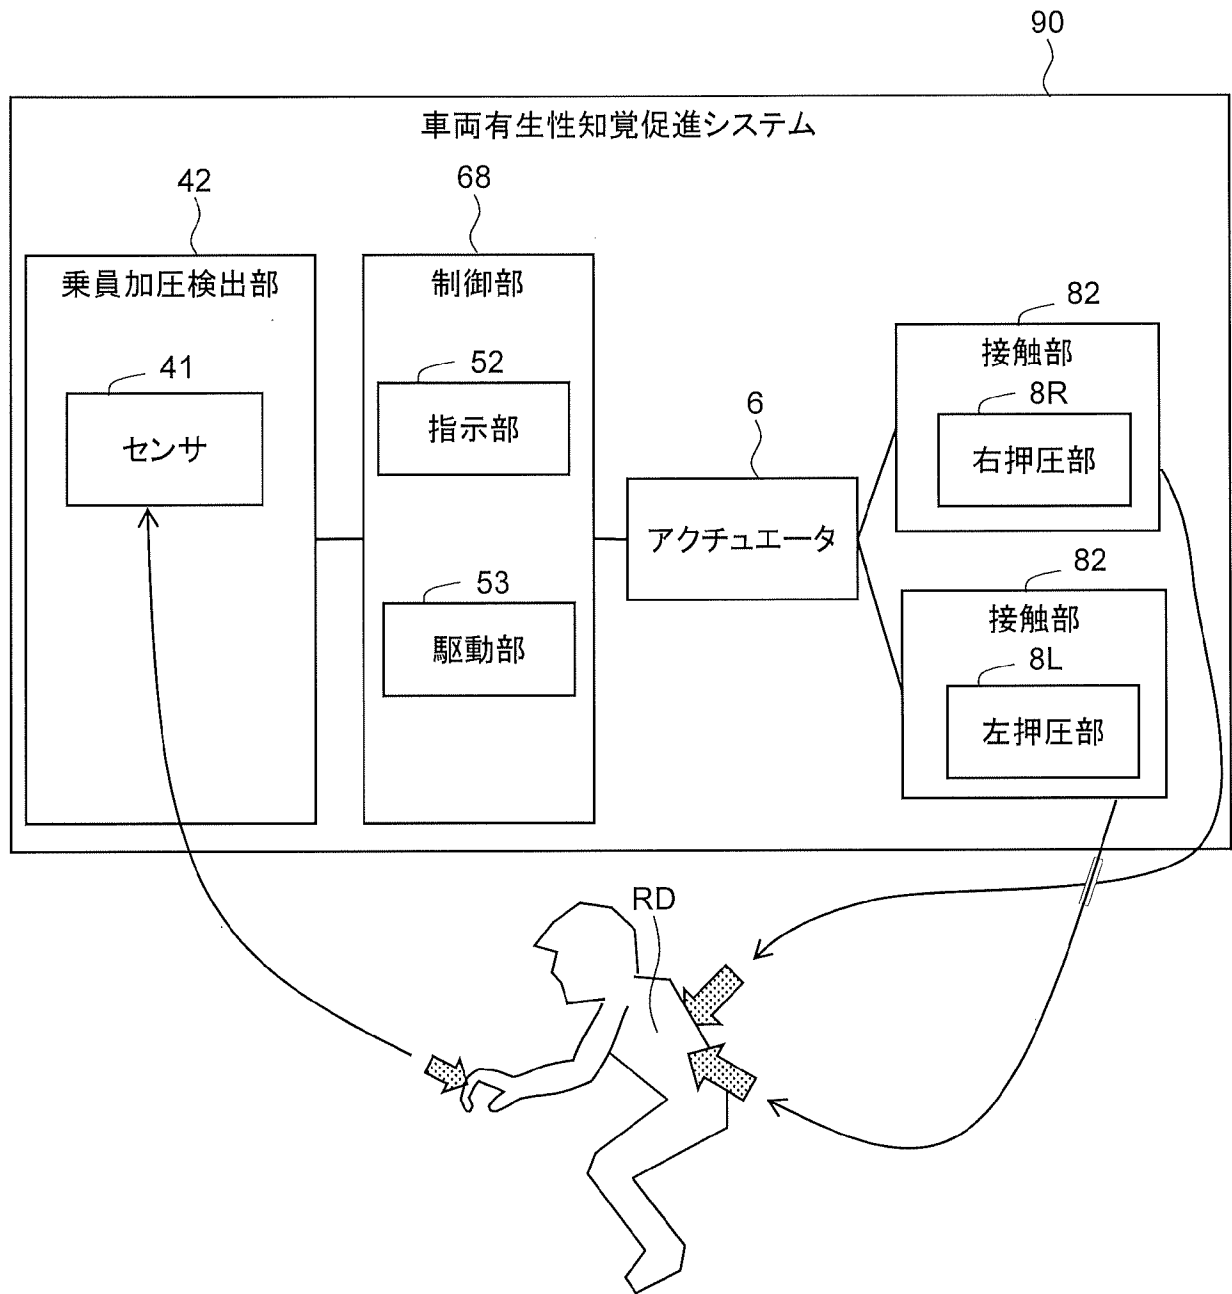 90
車両有生性知覚促進システム
42
68
乗員加圧検出部
制御部
82
接触部
41
52
8R
センサ
指示部
6
右押圧部
アクチュエータ
82
53
接触部
駆動部
8L
左押圧部
RD